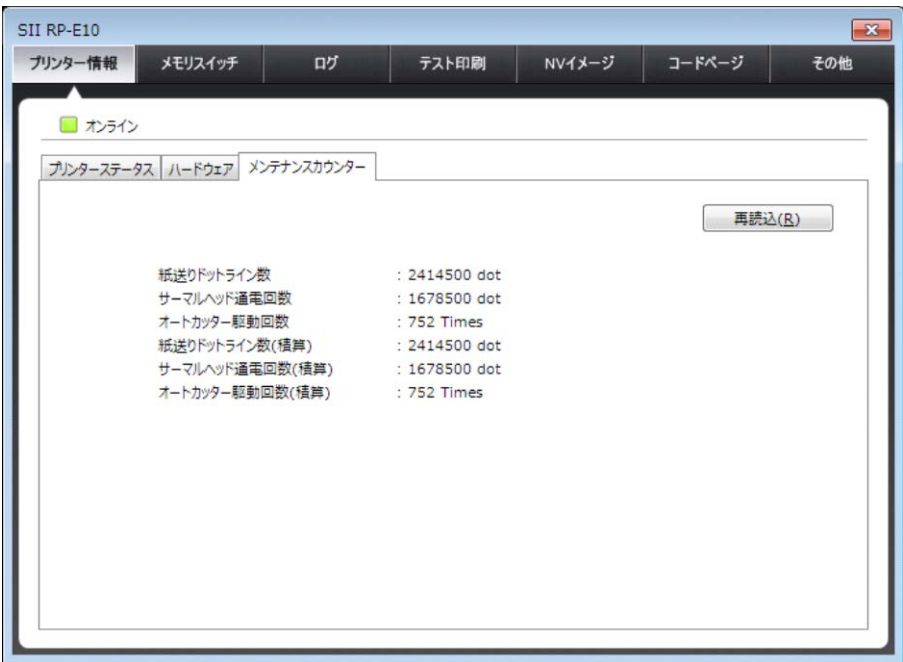 SII RP-E10
プリンター情報 メモリスイッチ ログ テスト印刷 NVイメージ コードページ その他
オンライン
プリンターステータス ハードウェア メンテナンスカウンター
再読込(R)
紙送りドットライン数 : 2414500 dot
サーマルヘッド通電回数 : 1678500 dot
オートカッター駆動回数 : 752 Times
紙送りドットライン数(積算) : 2414500 dot
サーマルヘッド通電回数(積算) : 1678500 dot
オートカッター駆動回数(積算) : 752 Times